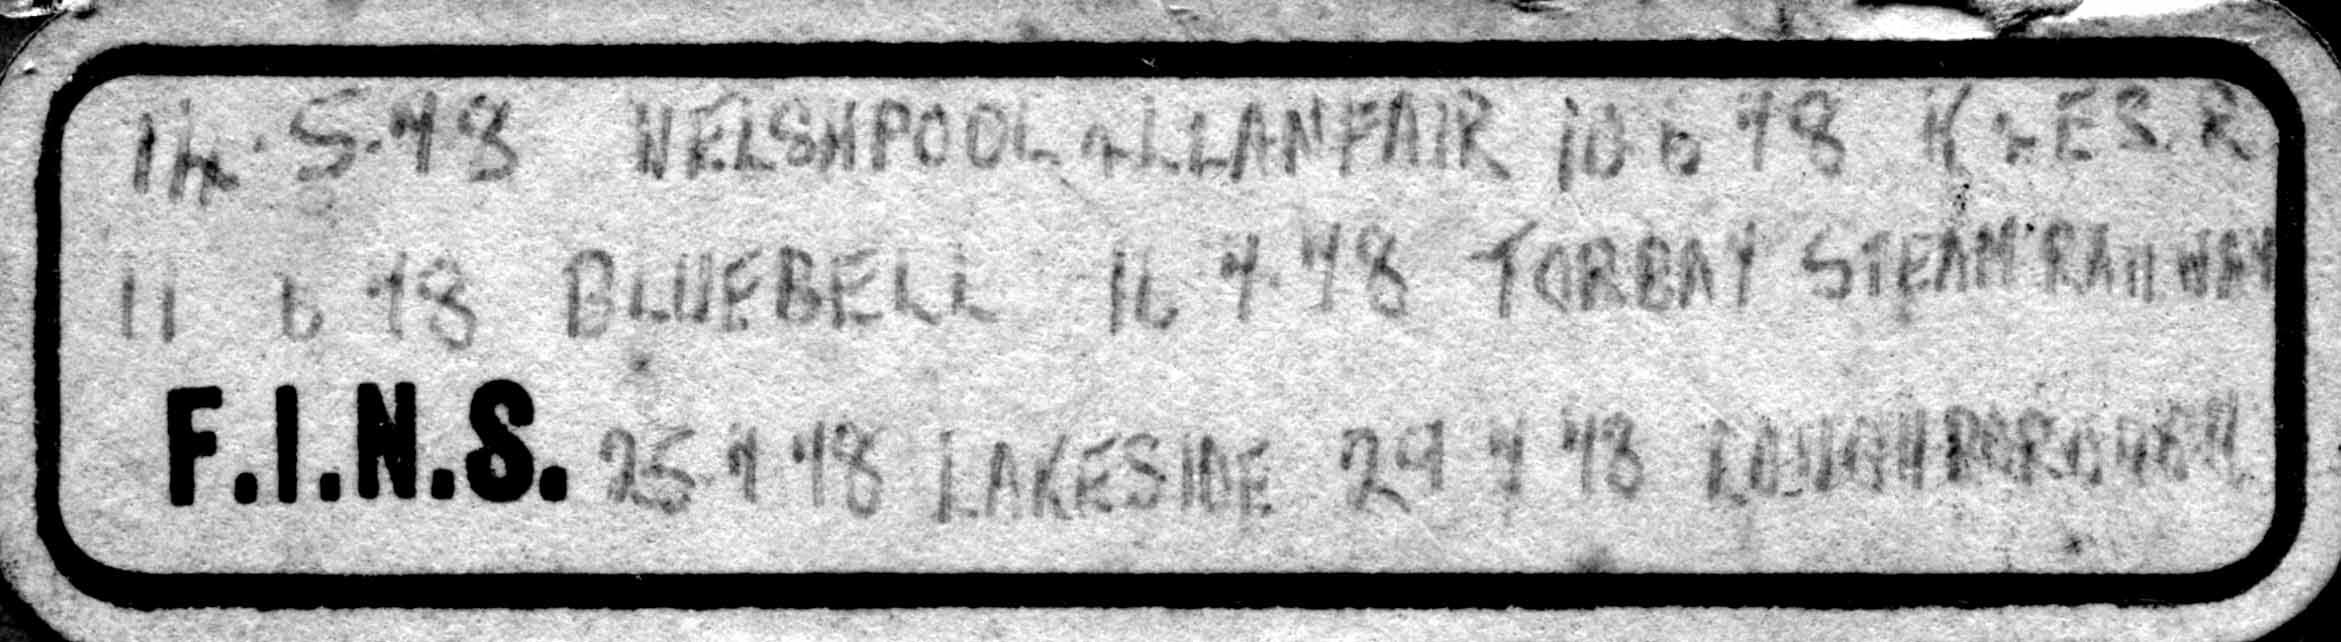 14.5.78 WELSHPOOL & LLANFAIR 10 6 78 K & E.S.R
11 6 78 BLUEBELL 16 7.78 TORBAY STEAM RAILWAY
F.I.N.S. 25.7 78 LAKESIDE 29 7 78 LOUGHBOROUGH